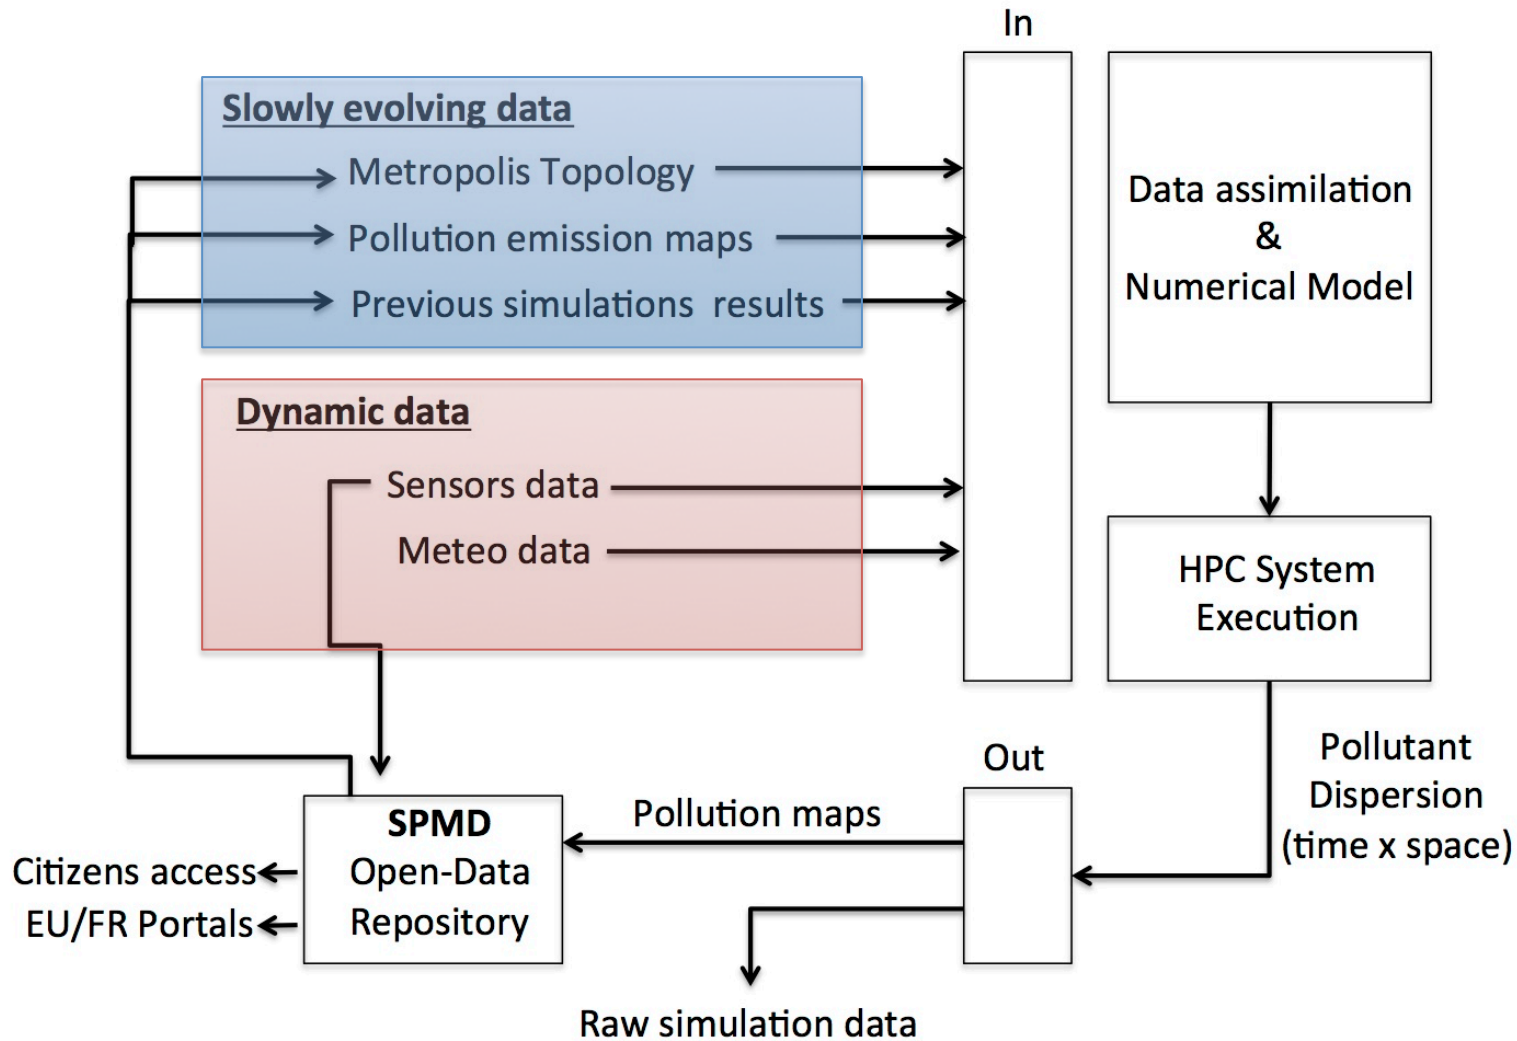 In
Slowly evolving data
Metropolis Topology
Pollution emission maps
Previous simulations results
Data assimilation
&
Numerical Model
Dynamic data
Sensors data
Meteo data
HPC System
Execution
Pollutant
Dispersion
(time x space)
Out
Pollution maps
SPMD
Open-Data
Repository
Citizens access
EU/FR Portals
Raw simulation data